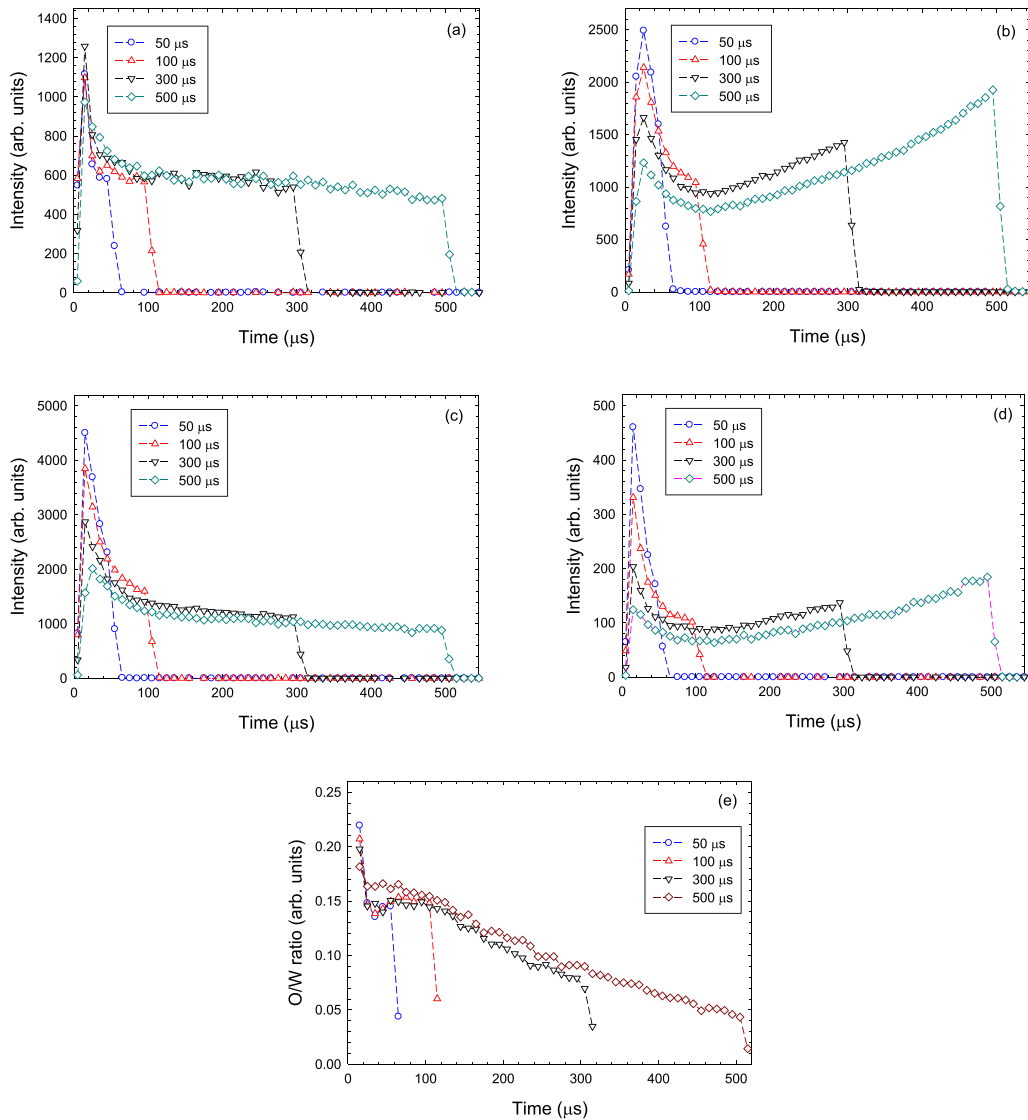 (a)
50 μs
100 μs
300 μs
500 μs
Intensity (arb. units)
1400
1200
1000
800
600
400
200
0
0 100 200 300 400 500
Time (μs)
(b)
50 μs
100 μs
300 μs
500 μs
Intensity (arb. units)
2500
2000
1500
1000
500
0
0 100 200 300 400 500
Time (μs)
(c)
50 μs
100 μs
300 μs
500 μs
Intensity (arb. units)
5000
4000
3000
2000
1000
0
0 100 200 300 400 500
Time (μs)
(d)
50 μs
100 μs
300 μs
500 μs
Intensity (arb. units)
500
400
300
200
100
0
0 100 200 300 400 500
Time (μs)
(e)
50 μs
100 μs
300 μs
500 μs
O/W ratio (arb. units)
0.25
0.20
0.15
0.10
0.05
0.00
0 100 200 300 400 500
Time (μs)